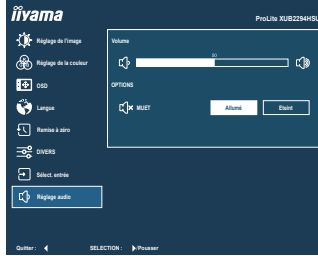 iiyama
ProLite XUB2294HSU
Réglage de l'image
Réglage de la couleur
OSD
Langue
Remise à zéro
DIVERS
Sélect. entrée
Réglage audio
Volume
50
OPTIONS
MUET
Allumé
Eteint
Quitter :
SELECTION :
/Pousser